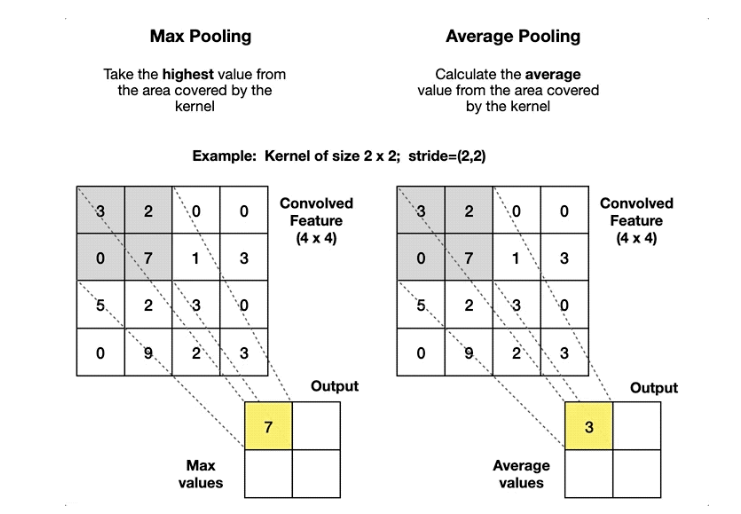 Max Pooling
Average Pooling
Take the highest value from
the area covered by the
kernel
Calculate the average
value from the area covered
by the kernel
Example: Kernel of size 2 x 2; stride=(2,2)
3 2 0 0
0 7 1 3
5 2 3 0
0 9 2 3
Convolved
Feature
(4 x 4)
Output
7
Max
values
3 2 0 0
0 7 1 3
5 2 3 0
0 9 2 3
Convolved
Feature
(4 x 4)
Output
3
Average
values